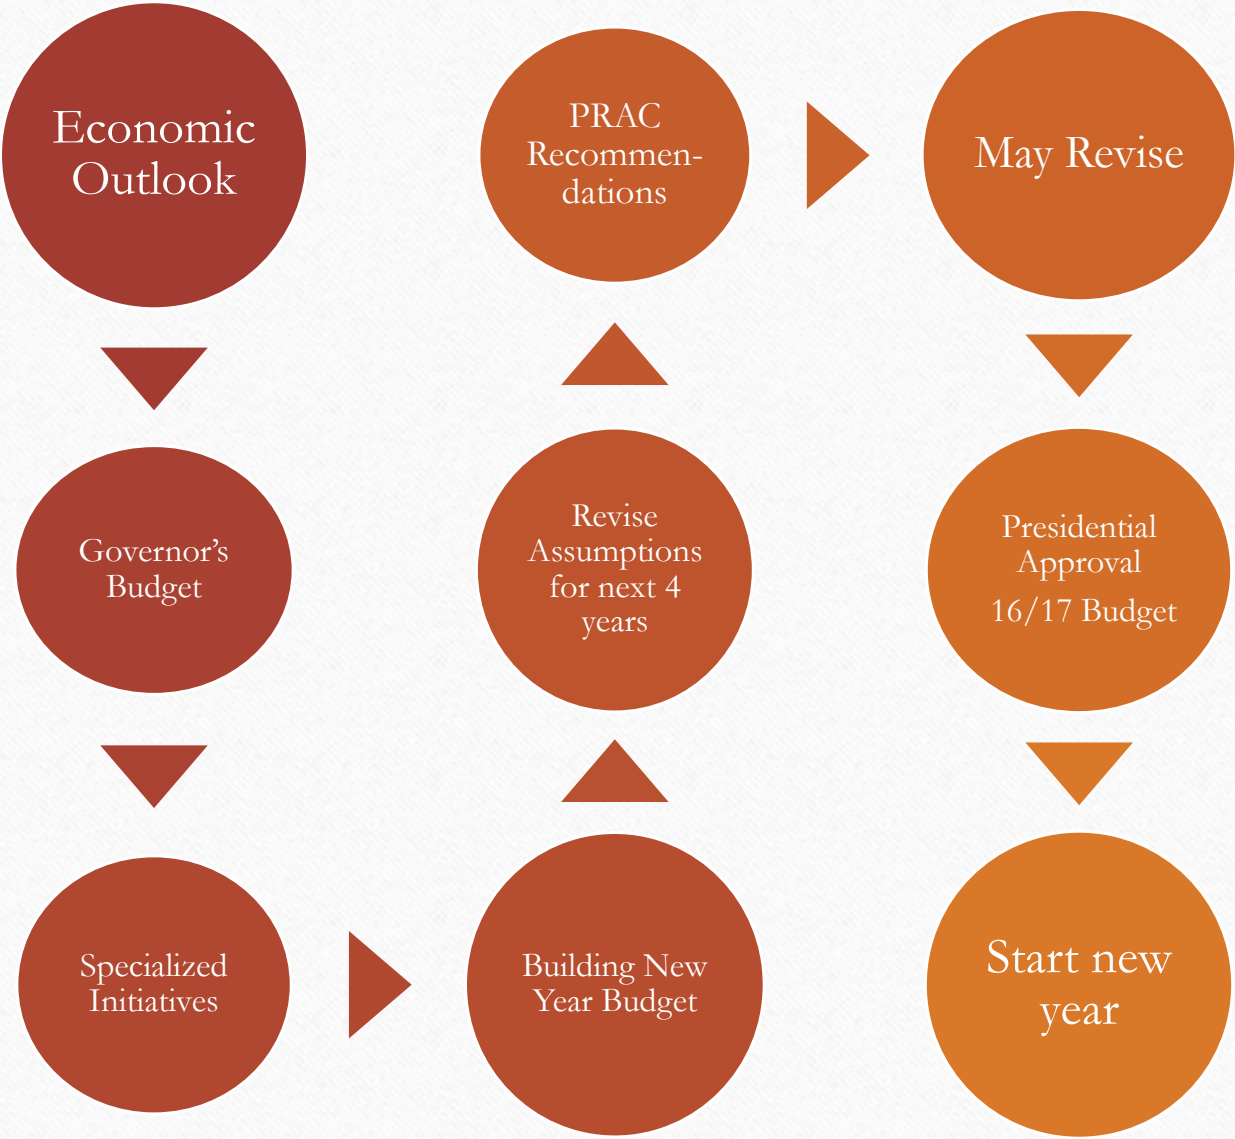 Economic
Outlook
Governor's
Budget
Specialized
Initiatives
Building New
Year Budget
Revise
Assumptions
for next 4
years
PRAC
Recommen-
dations
May Revise
Presidential
Approval
16/17 Budget
Start new
year